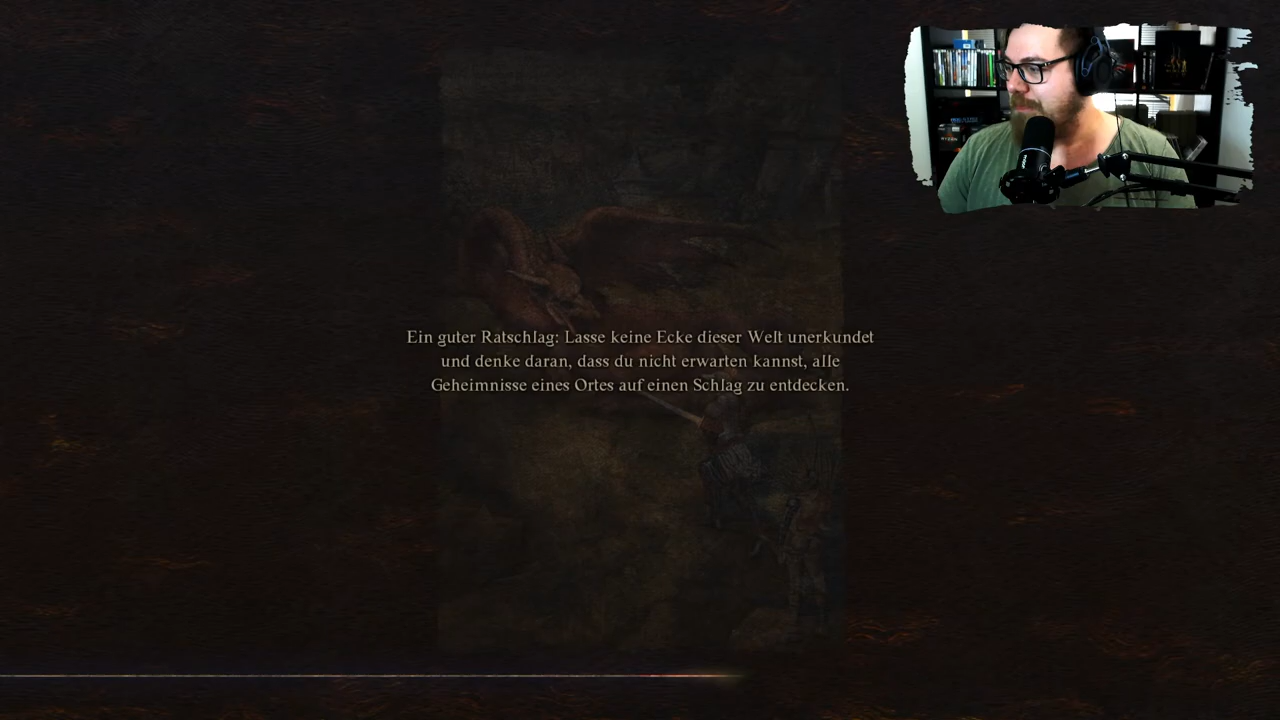 Ein guter Ratschlag: Lasse keine Ecke dieser Welt unerkundet
und denke daran, dass du nicht erwarten kannst, alle
Geheimnisse eines Ortes auf einen Schlag zu entdecken.